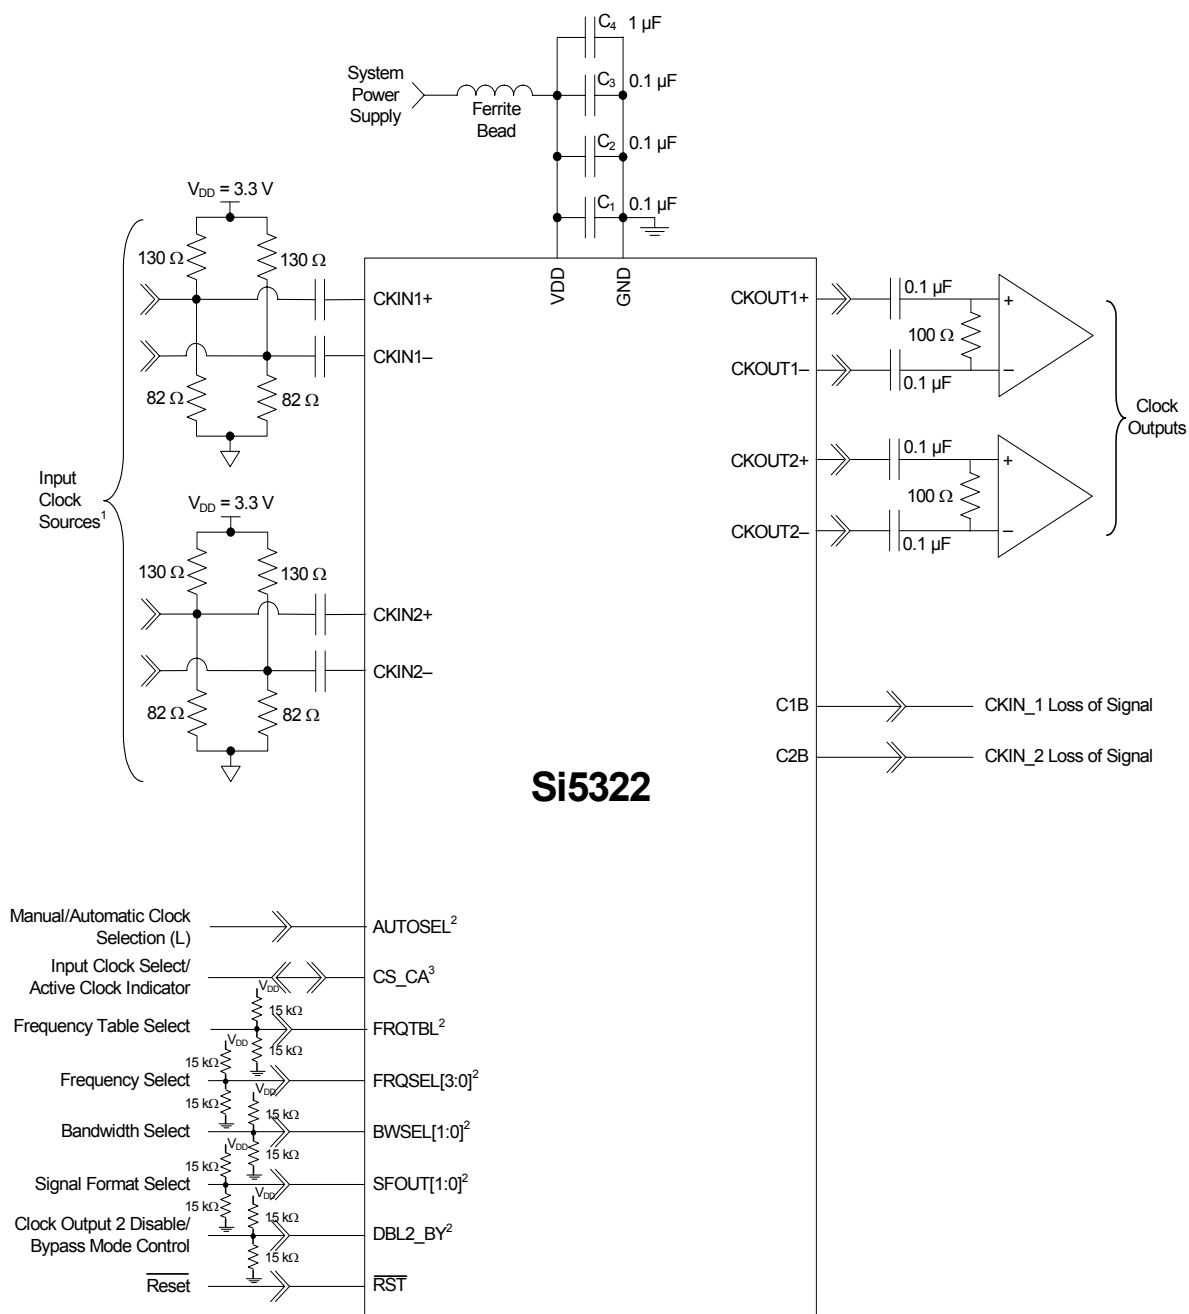 C4 1 µF
System
Power
Supply
Ferrite
Bead
C3 0.1 µF
C2 0.1 µF
C1 0.1 µF
VDD = 3.3 V
130 Ω
130 Ω
82 Ω
82 Ω
VDD
GND
CKIN1+
CKIN1–
Input
Clock
Sources1
VDD = 3.3 V
130 Ω
130 Ω
82 Ω
82 Ω
CKIN2+
CKIN2–
CKOUT1+
0.1 µF
+
100 Ω
CKOUT1–
0.1 µF
–
CKOUT2+
0.1 µF
+
100 Ω
CKOUT2–
0.1 µF
–
Clock
Outputs
C1B
CKIN_1 Loss of Signal
C2B
CKIN_2 Loss of Signal
Si5322
Manual/Automatic Clock
Selection (L)
AUTOSEL2
Input Clock Select/
Active Clock Indicator
CS_CA3
VDD
15 kΩ
Frequency Table Select
FRQTBL2
15 kΩ
VDD
15 kΩ
Frequency Select
FRQSEL[3:0]2
15 kΩ
VDD
15 kΩ
Bandwidth Select
BWSEL[1:0]2
15 kΩ
VDD
15 kΩ
Signal Format Select
SFOUT[1:0]2
15 kΩ
VDD
15 kΩ
Clock Output 2 Disable/
Bypass Mode Control
DBL2_BY2
15 kΩ
Reset
RST